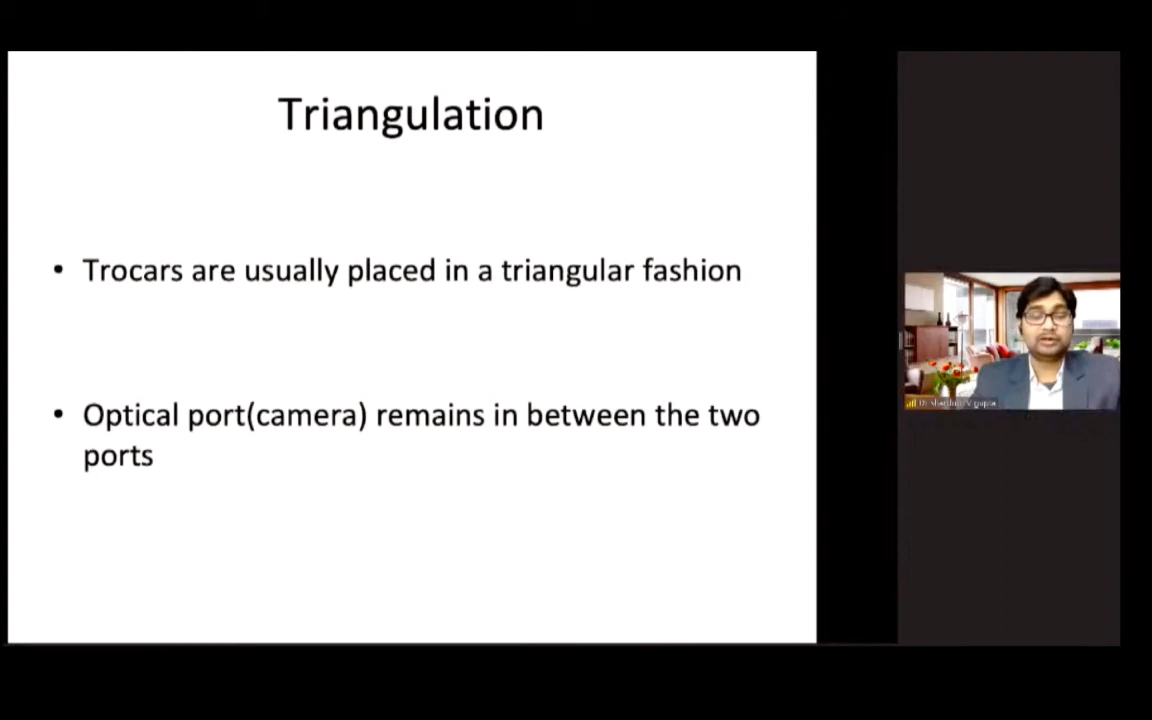 Triangulation
• Trocars are usually placed in a triangular fashion
• Optical port(camera) remains in between the two
ports